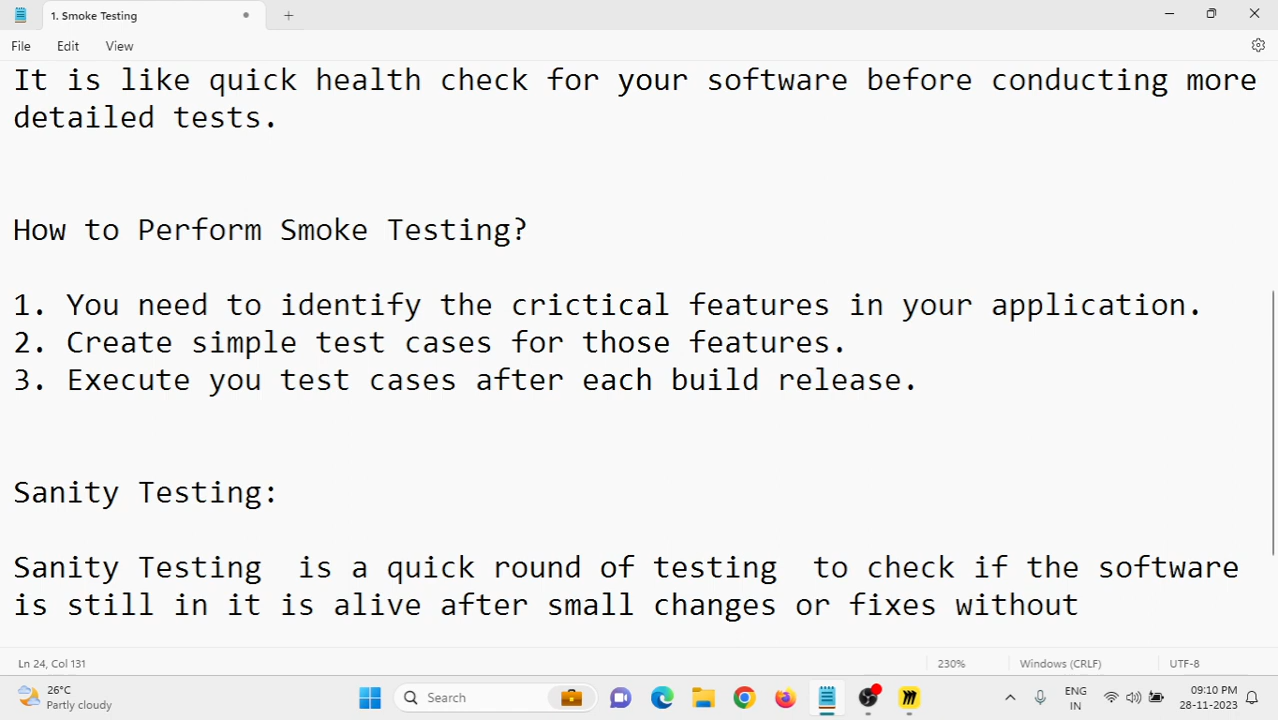 1. Smoke Testing
File Edit View
It is like quick health check for your software before conducting more
detailed tests.
How to Perform Smoke Testing?
1. You need to identify the crictical features in your application.
2. Create simple test cases for those features.
3. Execute you test cases after each build release.
Sanity Testing:
Sanity Testing  is a quick round of testing  to check if the software
is still in it is alive after small changes or fixes without
Ln 24, Col 131 230% Windows (CRLF) UTF-8
26°C
Partly cloudy
Search
ENG
IN
09:10 PM
28-11-2023